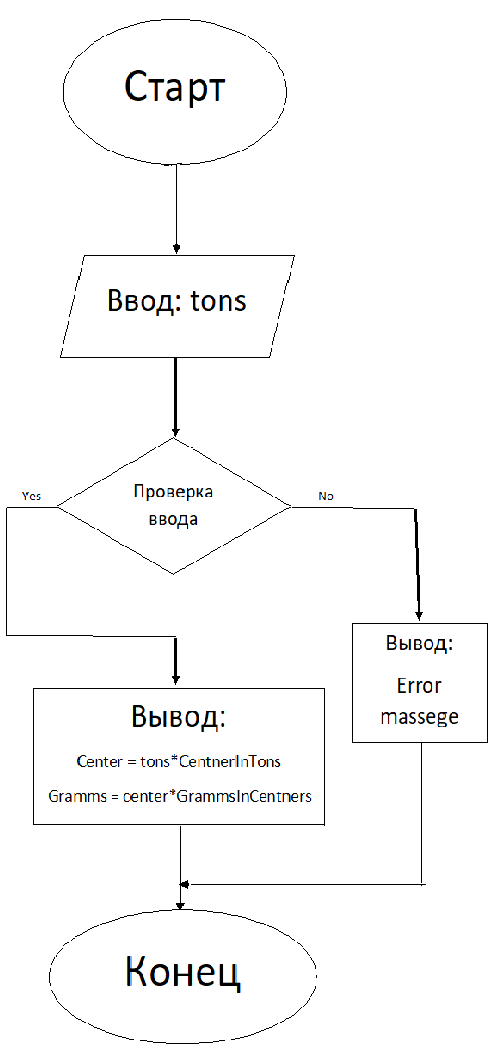 Старт
Ввод: tons
Yes
Проверка
ввода
No
Вывод:
Error
massege
Вывод:
Center = tons*CentnerInTons
Gramms = center*GrammsInCentners
Конец